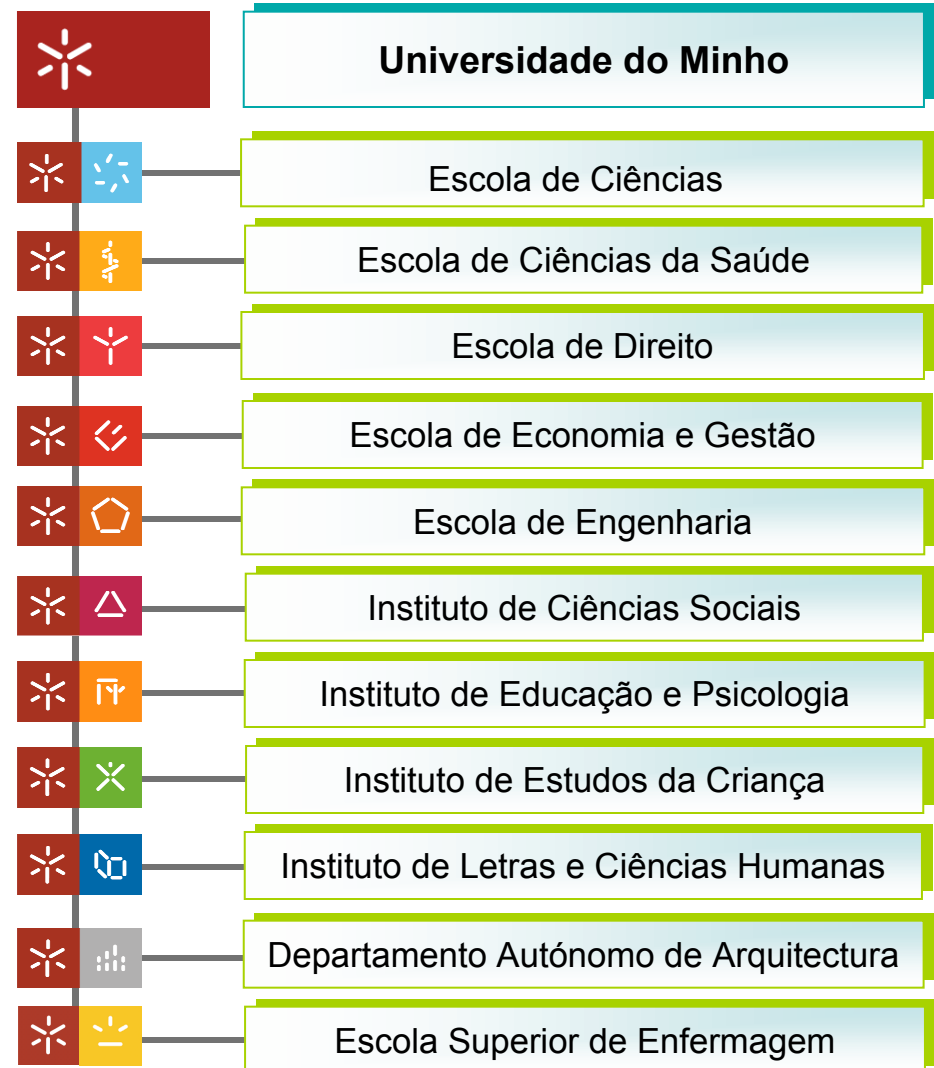 Universidade do Minho
Escola de Ciências
Escola de Ciências da Saúde
Escola de Direito
Escola de Economia e Gestão
Escola de Engenharia
Instituto de Ciências Sociais
Instituto de Educação e Psicologia
Instituto de Estudos da Criança
Instituto de Letras e Ciências Humanas
Departamento Autónomo de Arquitectura
Escola Superior de Enfermagem